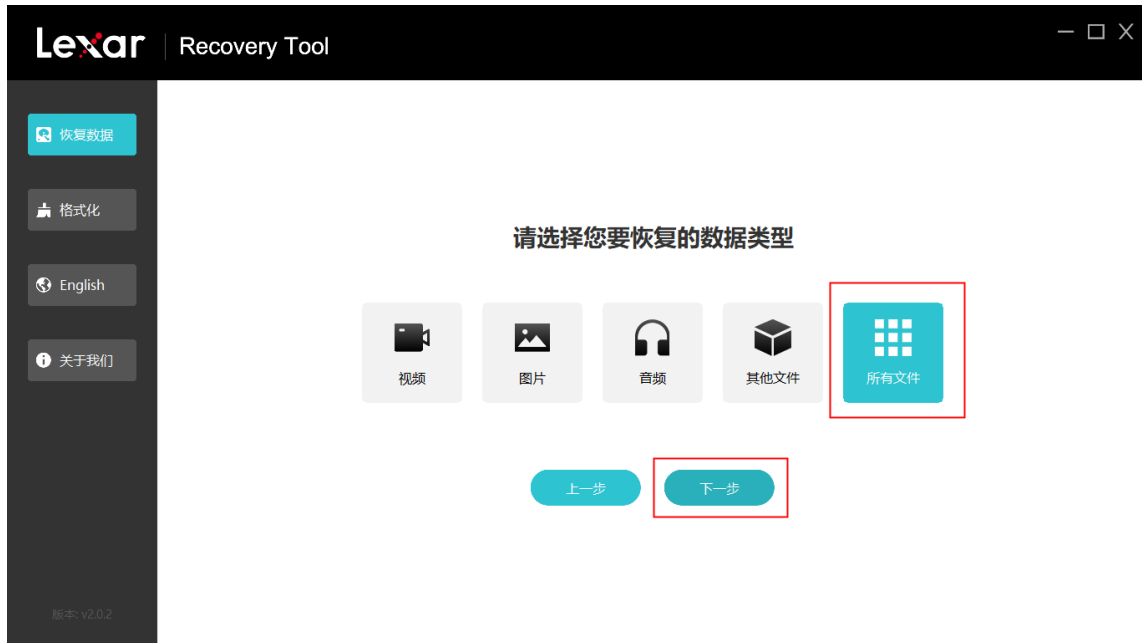 Lexar Recovery Tool
恢复数据
格式化
English
关于我们
请选择您要恢复的数据类型
视频 图片 音频 其他文件 所有文件
上一步 下一步
版本: v2.0.2